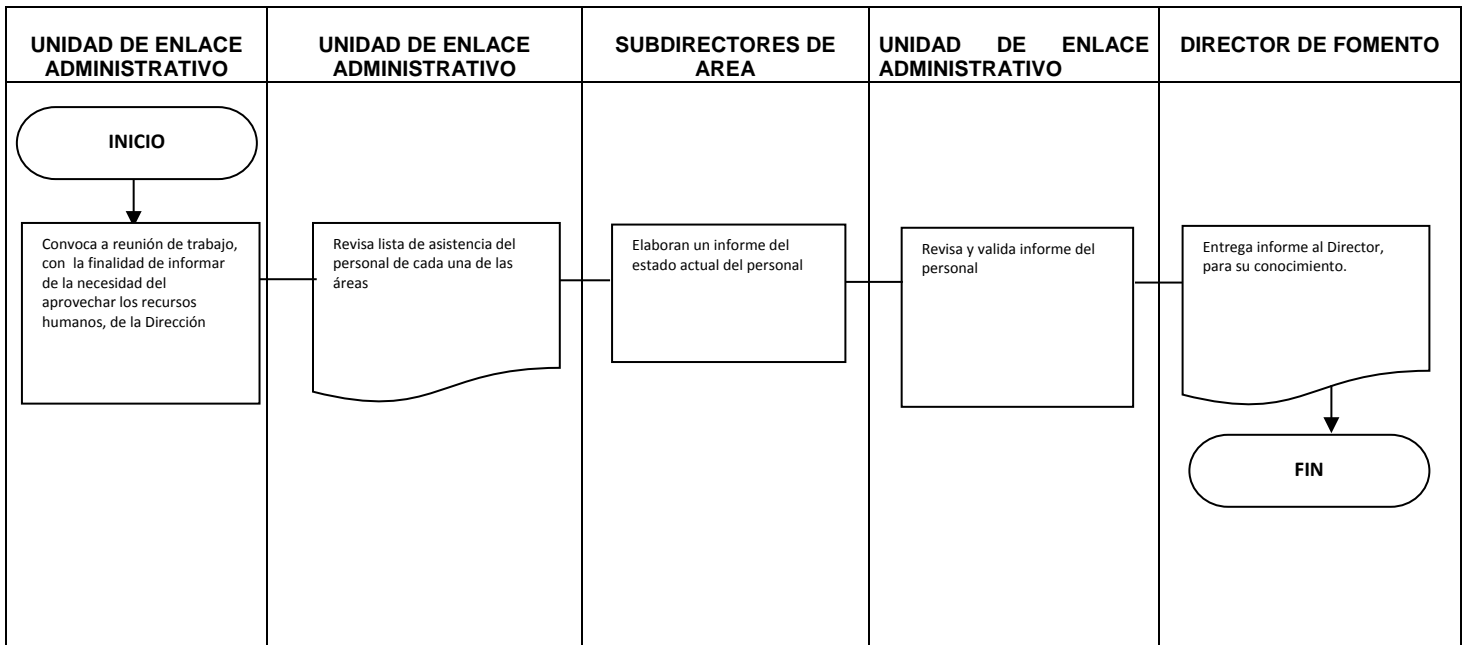 UNIDAD DE ENLACE
ADMINISTRATIVO
UNIDAD DE ENLACE
ADMINISTRATIVO
SUBDIRECTORES DE
AREA
UNIDAD DE ENLACE
ADMINISTRATIVO
DIRECTOR DE FOMENTO
INICIO
Convoca a reunión de trabajo,
con la finalidad de informar
de la necesidad del
aprovechar los recursos
humanos, de la Dirección
Revisa lista de asistencia del
personal de cada una de las
áreas
Elaboran un informe del
estado actual del personal
Revisa y valida informe del
personal
Entrega informe al Director,
para su conocimiento.
FIN